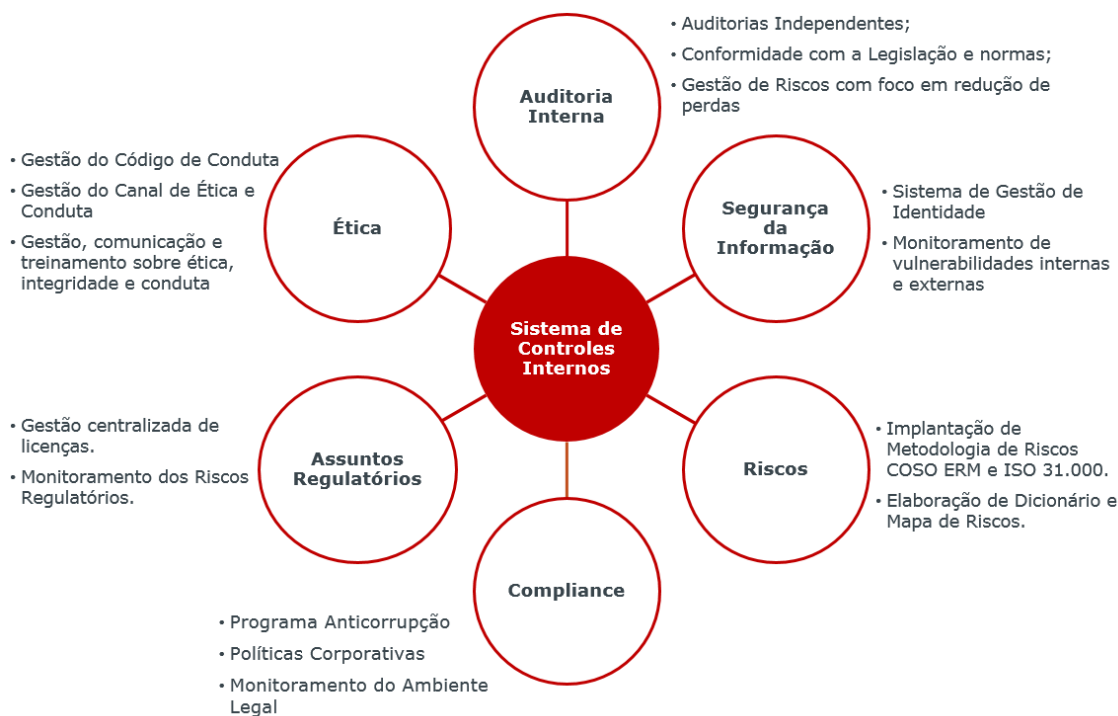 • Auditorias Independentes;
• Conformidade com a Legislação e normas;
• Gestão de Riscos com foco em redução de
perdas
Auditoria
Interna
• Gestão do Código de Conduta
• Gestão do Canal de Ética e
Conduta
• Gestão, comunicação e
treinamento sobre ética,
integridade e conduta
Ética
Segurança
da
Informação
• Sistema de Gestão de
Identidade
• Monitoramento de
vulnerabilidades internas
e externas
Sistema de
Controles
Internos
• Gestão centralizada de
licenças.
• Monitoramento dos Riscos
Regulatórios.
Assuntos
Regulatórios
Riscos
• Implantação de
Metodologia de Riscos
COSO ERM e ISO 31.000.
• Elaboração de Dicionário e
Mapa de Riscos.
Compliance
• Programa Anticorrupção
• Políticas Corporativas
• Monitoramento do Ambiente
Legal